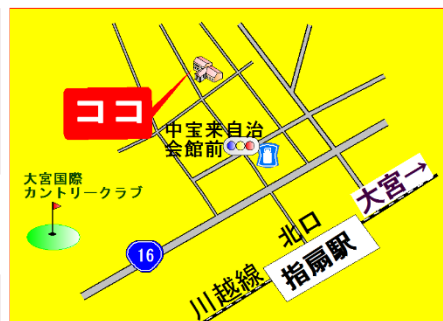 ココ
中宝来自治
会館前
大宮国際
カントリークラブ
16
大宮→
北口
指扇駅
川越線